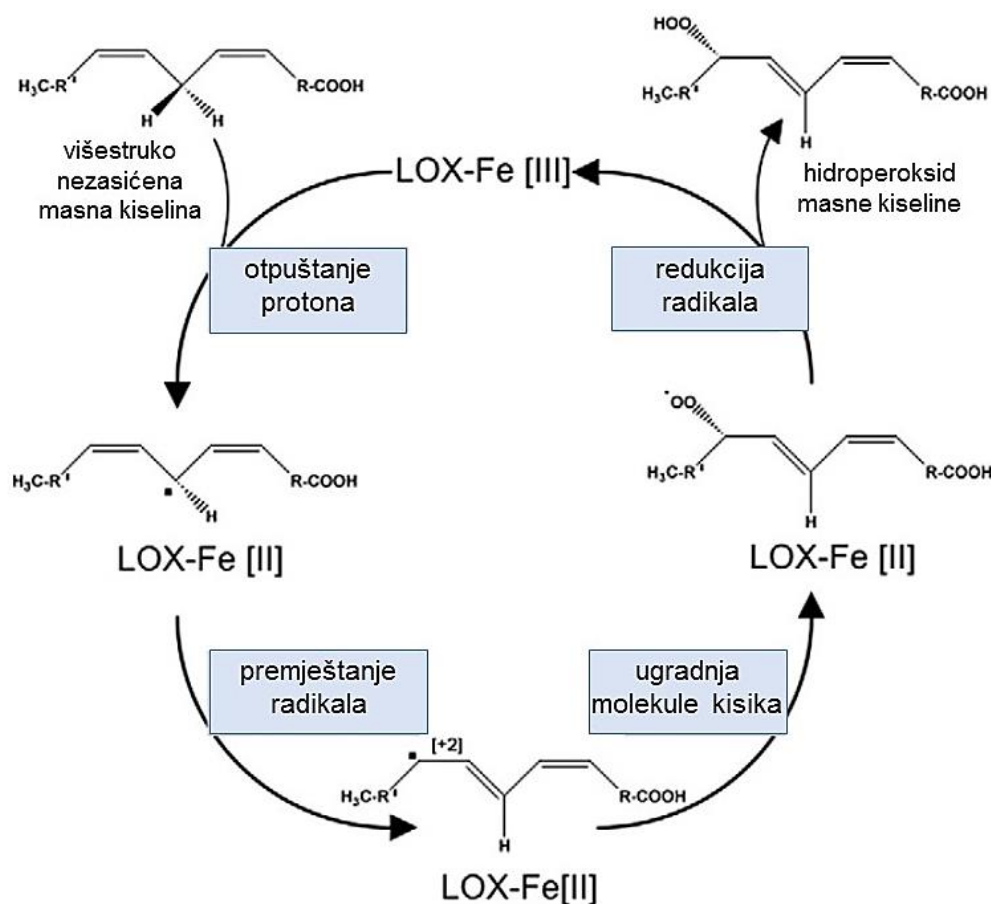 HOO
H₃C-R'
R-COOH
H
H
višestruko
nezasićena
masna kiselina
LOX-Fe [III]
H₃C-R'
R-COOH
H
hidroperoksid
masne kiseline
otpuštanje
protona
redukcija
radikala
H₃C-R'
R-COOH
H
LOX-Fe [II]
OO
H₃C-R'
R-COOH
H
LOX-Fe [II]
premještanje
radikala
ugradnja
molekule kisika
[+2]
H₃C-R'
R-COOH
H
LOX-Fe[II]